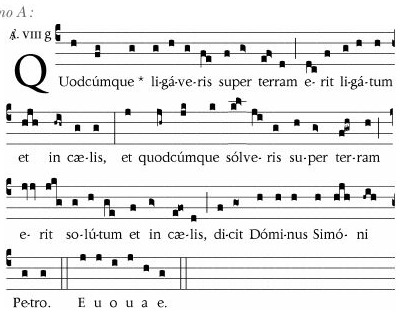 no A:
A. VIII g
QUodcúmque * li-gá-ve-ris super terram e-rit li-gá-tum
et in cæ-lis, et quodcúmque sólve-ris su-per ter-ram
e-rit so-lú-tum et in cæ-lis, di-cit Dómi-nus Simó-ni
Pe-tro. E u o u a e.